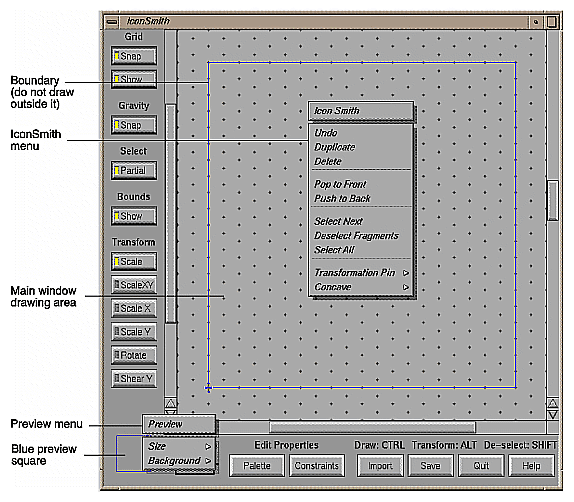 IconSmith
Grid
Snap
Show
Gravity
Snap
Select
Partial
Bounds
Show
Transform
Scale
ScaleXY
Scale X
Scale Y
Rotate
Shear Y
Boundary
(do not draw
outside it)
IconSmith
menu
Main window
drawing area
Preview menu
Blue preview
square
Icon Smith
Undo
Duplicate
Delete
Pop to Front
Push to Back
Select Next
Deselect Fragments
Select All
Transformation Pin
Concave
Preview
Size
Background
Edit Properties
Draw: CTRL Transform: ALT De-select: SHIFT
Palette
Constraints
Import
Save
Quit
Help